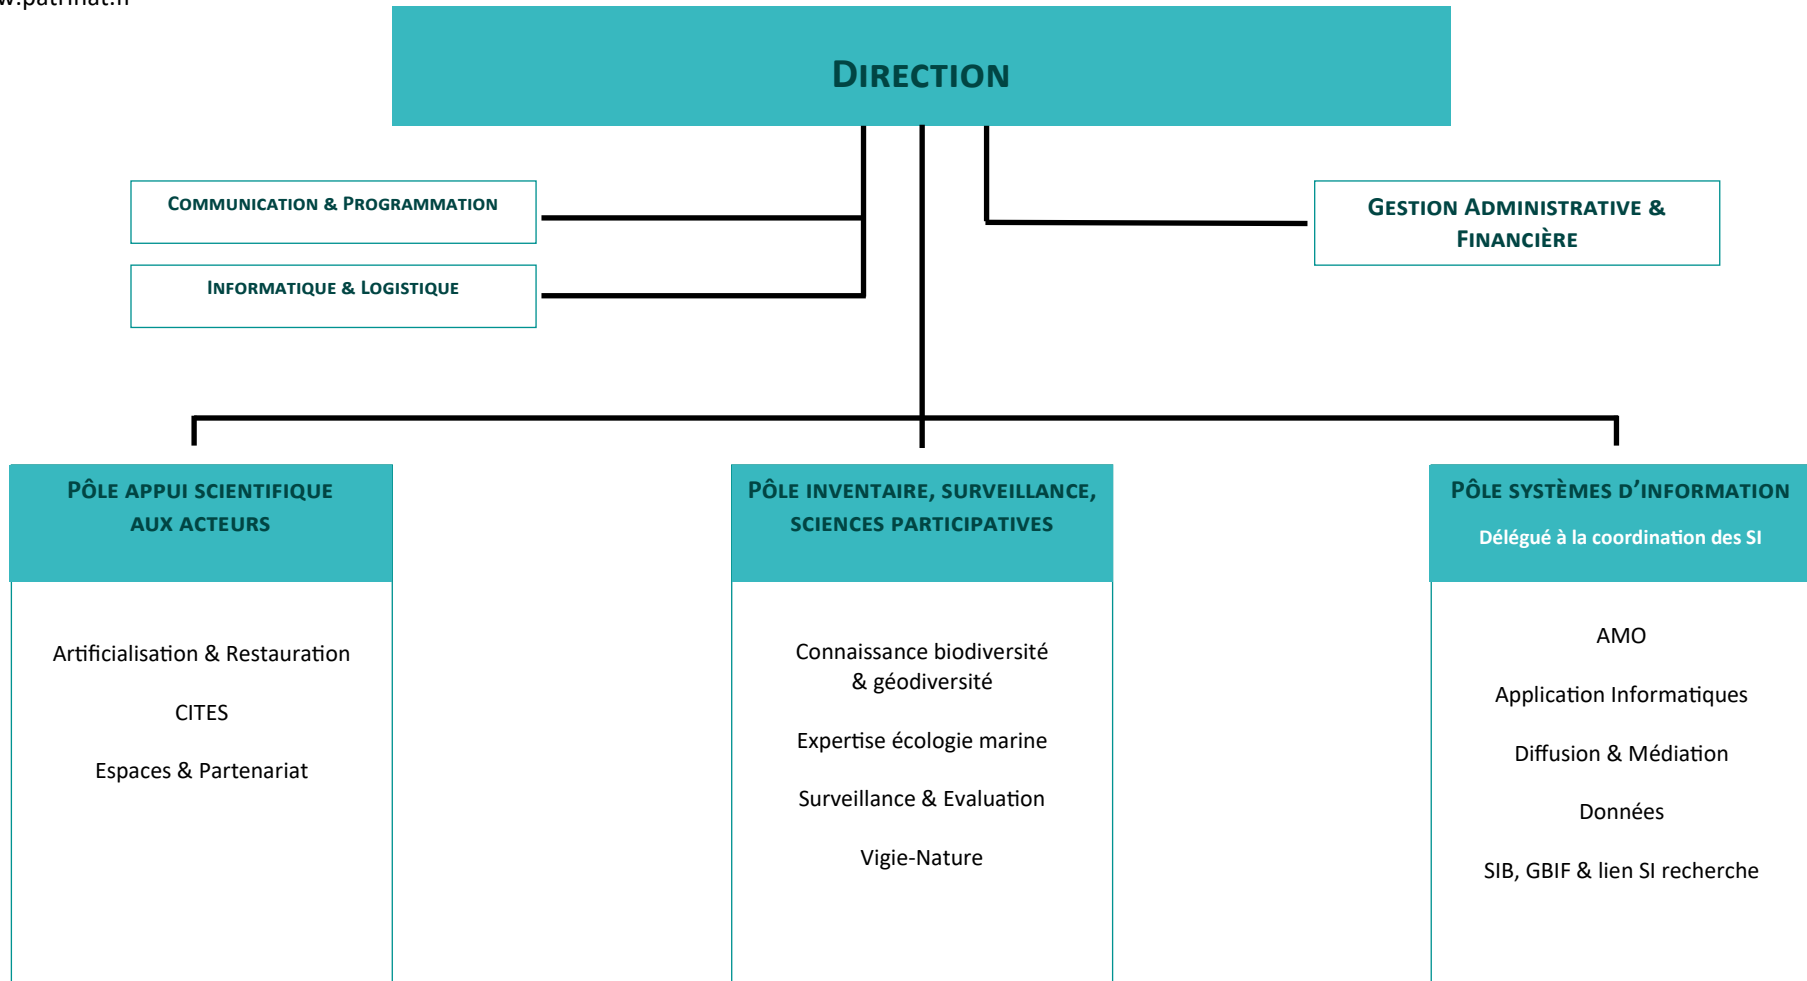 DIRECTION
COMMUNICATION & PROGRAMMATION
GESTION ADMINISTRATIVE &
FINANCIÈRE
INFORMATIQUE & LOGISTIQUE
PÔLE APPUI SCIENTIFIQUE
AUX ACTEURS
Artification & Restauration
CITES
Espaces & Partenariat
PÔLE INVENTAIRE, SURVEILLANCE,
SCIENCES PARTICIPATIVES
Connaissance biodiversité
& géodiversité
Expertise écologie marine
Surveillance & Evaluation
Vigie-Nature
PÔLE SYSTÈMES D’INFORMATION
Délégué à la coordination des SI
AMO
Application Informatiques
Diffusion & Médiation
Données
SIB, GBIF & lien SI recherche